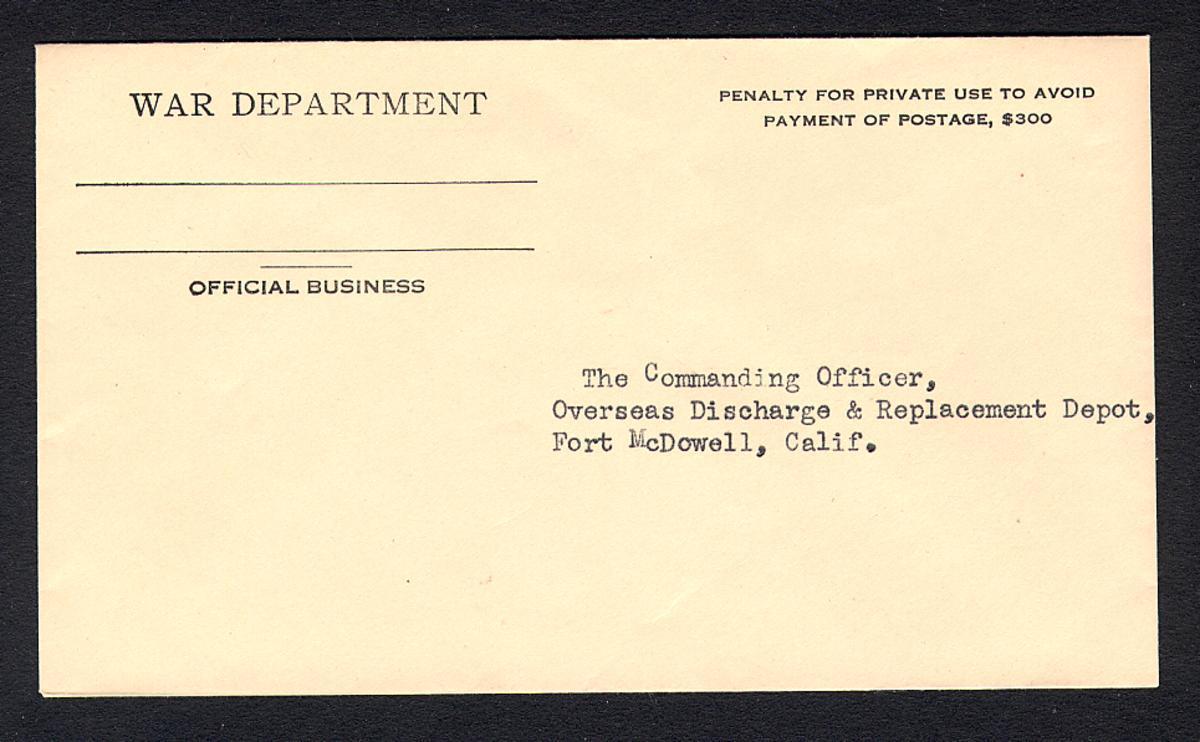 WAR DEPARTMENT
OFFICIAL BUSINESS
PENALTY FOR PRIVATE USE TO AVOID
PAYMENT OF POSTAGE, $300
The Commanding Officer,
Overseas Discharge & Replacement Depot,
Fort McDowell, Calif.